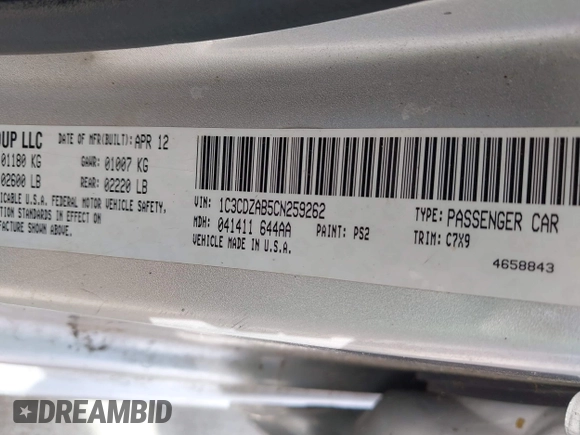 OUP LLC DATE OF MFR(BUILT): APR 12
01180 KG GAWR: 01007 KG
02600 LB REAR: 02220 LB
ICABLE U.S.A. FEDERAL MOTOR VEHICLE SAFETY,
TION STANDARDS IN EFFECT ON
FACTURE SHOWN ABOVE.
VIN: 1C3CDZAB5CN259262
MDH: 041411 644AA PAINT: PS2
VEHICLE MADE IN U.S.A.
TYPE: PASSENGER CAR
TRIM: C7X9
4658843
DREAMBID